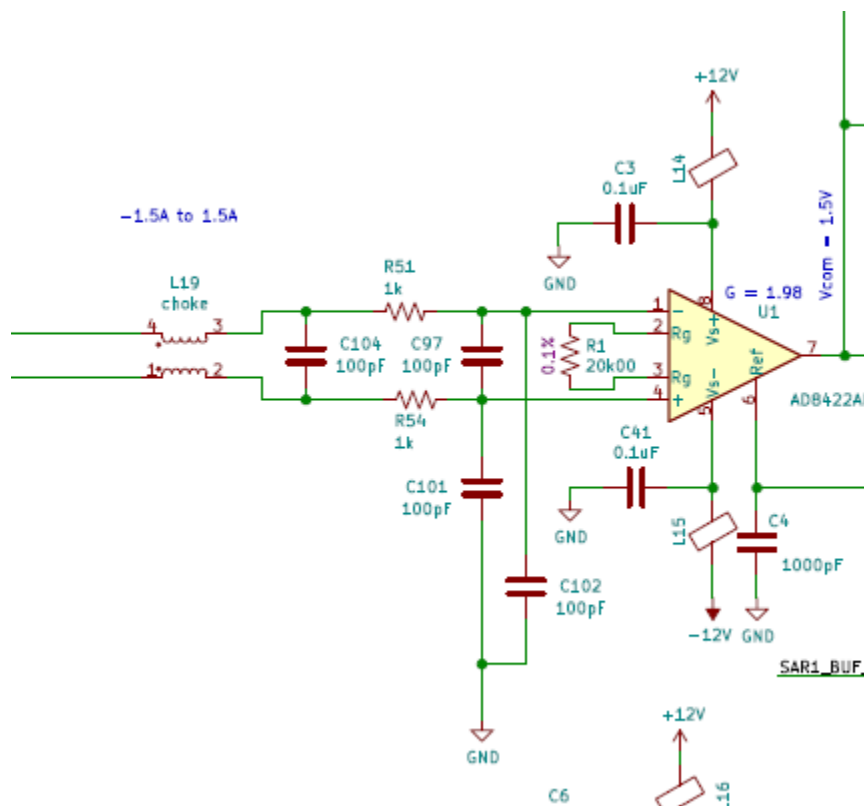 +12V
L14
C3
0.1uF
GND
Vcom = 1.5V
-1.5A to 1.5A
L19
choke
4
3
1
2
R51
1k
C104
100pF
C97
100pF
R54
1k
C101
100pF
C102
100pF
GND
0.1%
R1
20k00
1
-
2
Rg
3
Rg
4
+
8
Vs+
G = 1.98
U1
7
Ref
6
Vs-
5
AD8422A
C41
0.1uF
GND
L15
-12V
C4
1000pF
GND
SAR1_BUF_
+12V
L16
C6